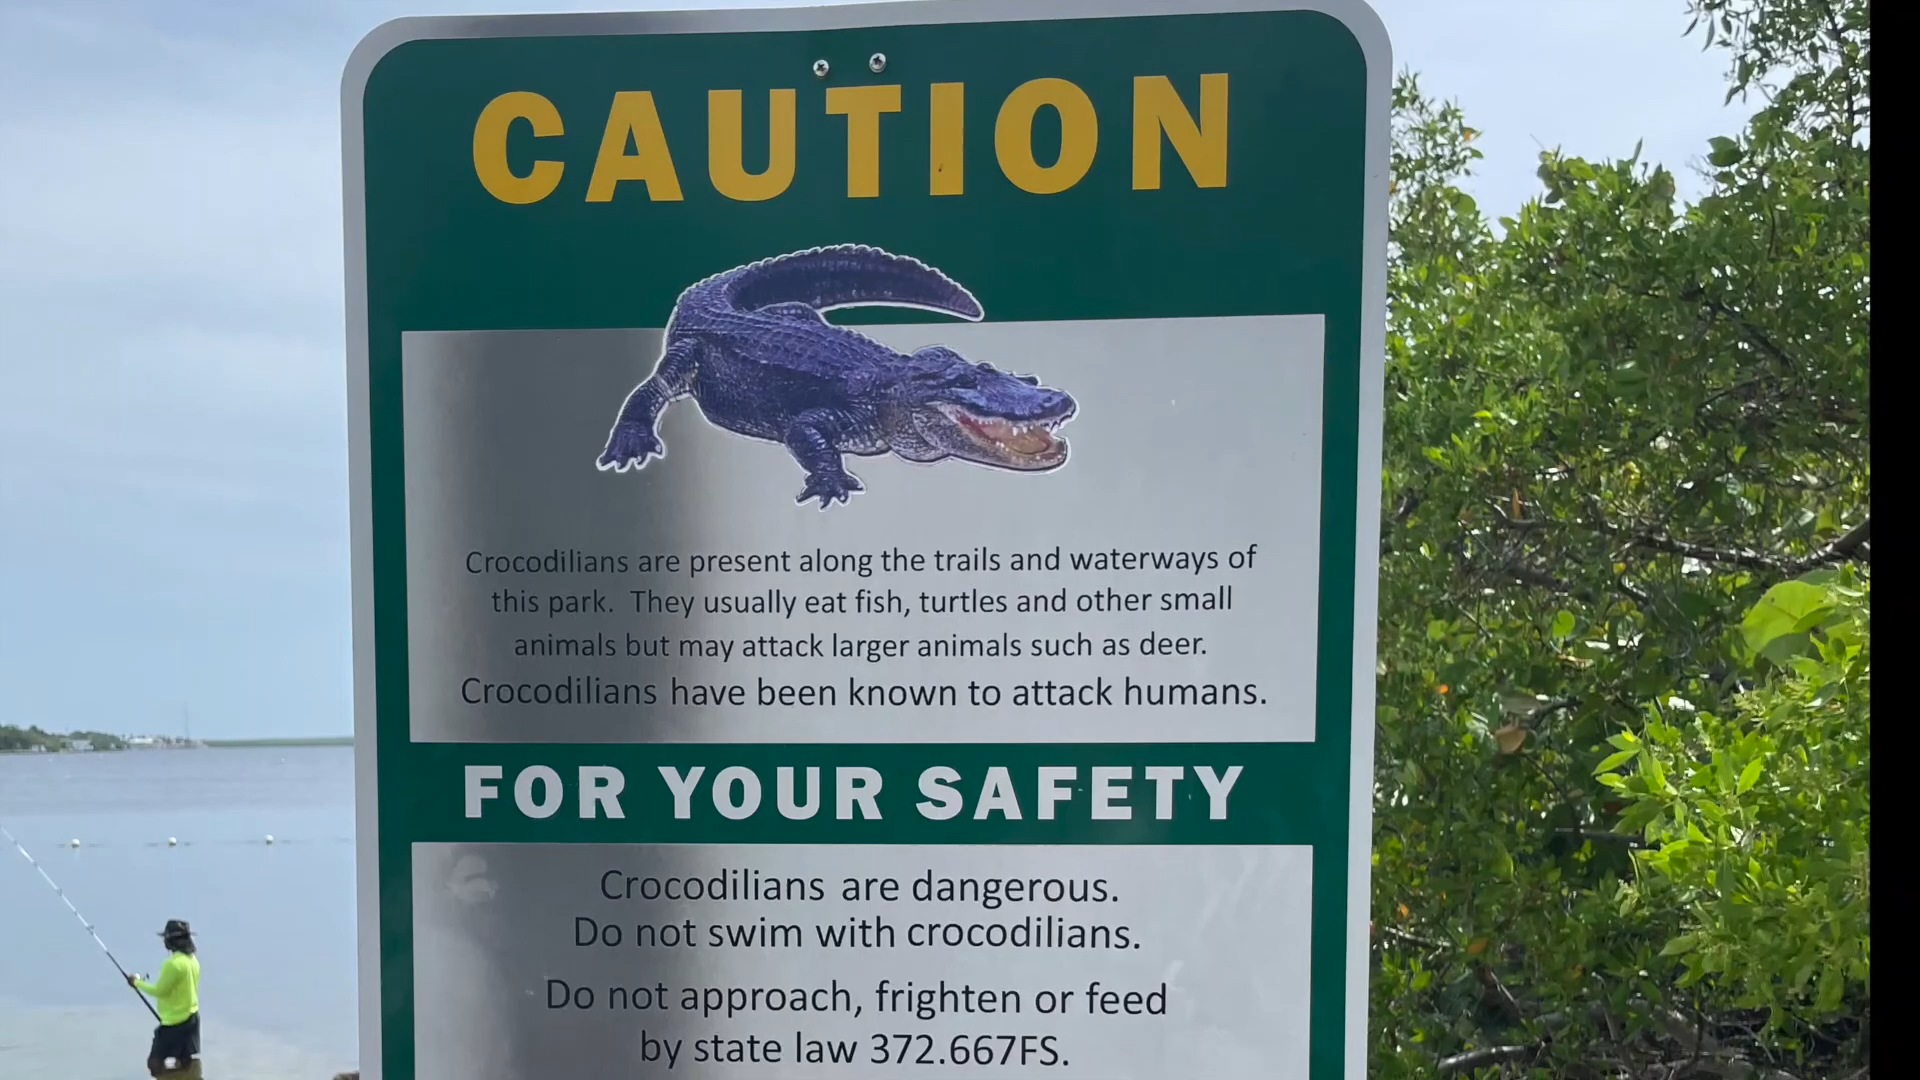 CAUTION
Crocodilians are present along the trails and waterways of
this park. They usually eat fish, turtles and other small
animals but may attack larger animals such as deer.
Crocodilians have been known to attack humans.
FOR YOUR SAFETY
Crocodilians are dangerous.
Do not swim with crocodilians.
Do not approach, frighten or feed
by state law 372.667FS.